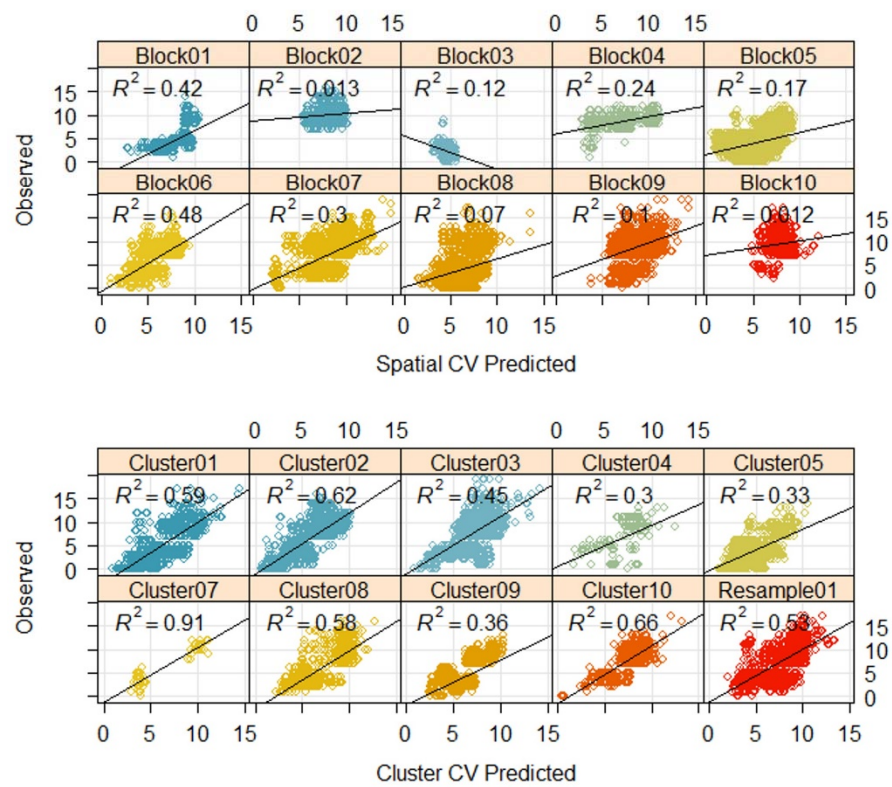 0 5 10 15
Block01 Block02 Block03 Block04 Block05
R² = 0.42 R² = 0.013 R² = 0.12 R² = 0.24 R² = 0.17
15
10
5
0
Observed
Block06 Block07 Block08 Block09 Block10
R² = 0.48 R² = 0.3 R² = 0.07 R² = 0.1 R² = 0.012
15
10
5
0
0 5 10 15 0 5 10 15 0 5 10 15
Spatial CV Predicted
0 5 10 15 0 5 10 15
Cluster01 Cluster02 Cluster03 Cluster04 Cluster05
R² = 0.59 R² = 0.62 R² = 0.45 R² = 0.3 R² = 0.33
15
10
5
0
Observed
Cluster07 Cluster08 Cluster09 Cluster10 Resample01
R² = 0.91 R² = 0.58 R² = 0.36 R² = 0.66 R² = 0.53
15
10
5
0
0 5 10 15 0 5 10 15 0 5 10 15
Cluster CV Predicted